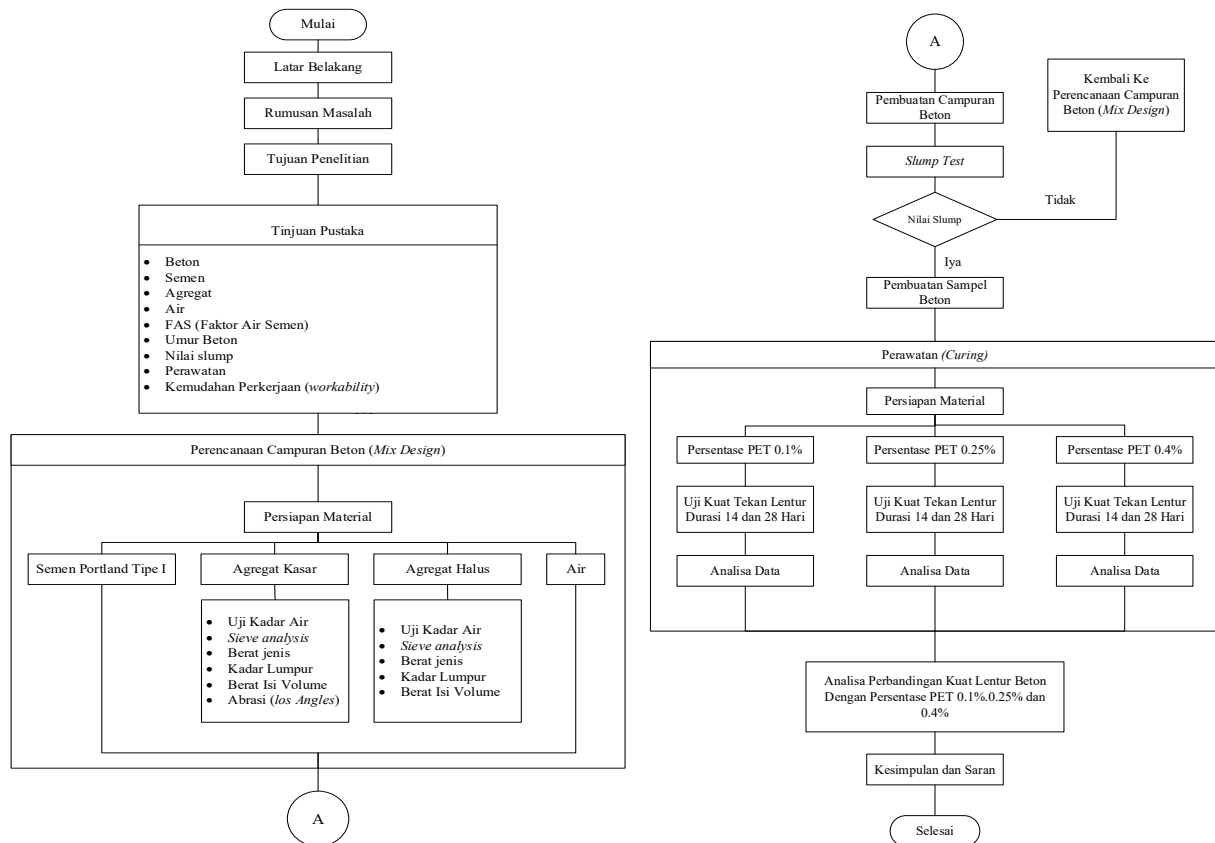 Mulai
Latar Belakang
Rumusan Masalah
Tujuan Penelitian
Tinjuan Pustaka
• Beton
• Semen
• Agregat
• Air
• FAS (Faktor Air Semen)
• Umur Beton
• Nilai slump
• Perawatan
• Kemudahan Perkerjaan (workability)
Perencanaan Campuran Beton (Mix Design)
Persiapan Material
Semen Portland Tipe I
Agregat Kasar
Agregat Halus
Air
• Uji Kadar Air
• Sieve analysis
• Berat jenis
• Kadar Lumpur
• Berat Isi Volume
• Abrasi (los Angles)
• Uji Kadar Air
• Sieve analysis
• Berat jenis
• Kadar Lumpur
• Berat Isi Volume
A
A
Pembuatan Campuran
Beton
Kembali Ke
Perencanaan Campuran
Beton (Mix Design)
Slump Test
Nilai Slump
Tidak
Iya
Pembuatan Sampel
Beton
Perawatan (Curing)
Persiapan Material
Persentase PET 0.1%
Persentase PET 0.25%
Persentase PET 0.4%
Uji Kuat Tekan Lentur
Durasi 14 dan 28 Hari
Uji Kuat Tekan Lentur
Durasi 14 dan 28 Hari
Uji Kuat Tekan Lentur
Durasi 14 dan 28 Hari
Analisa Data
Analisa Data
Analisa Data
Analisa Perbandingan Kuat Lentur Beton
Dengan Persentase PET 0.1%.0.25% dan
0.4%
Kesimpulan dan Saran
Selesai